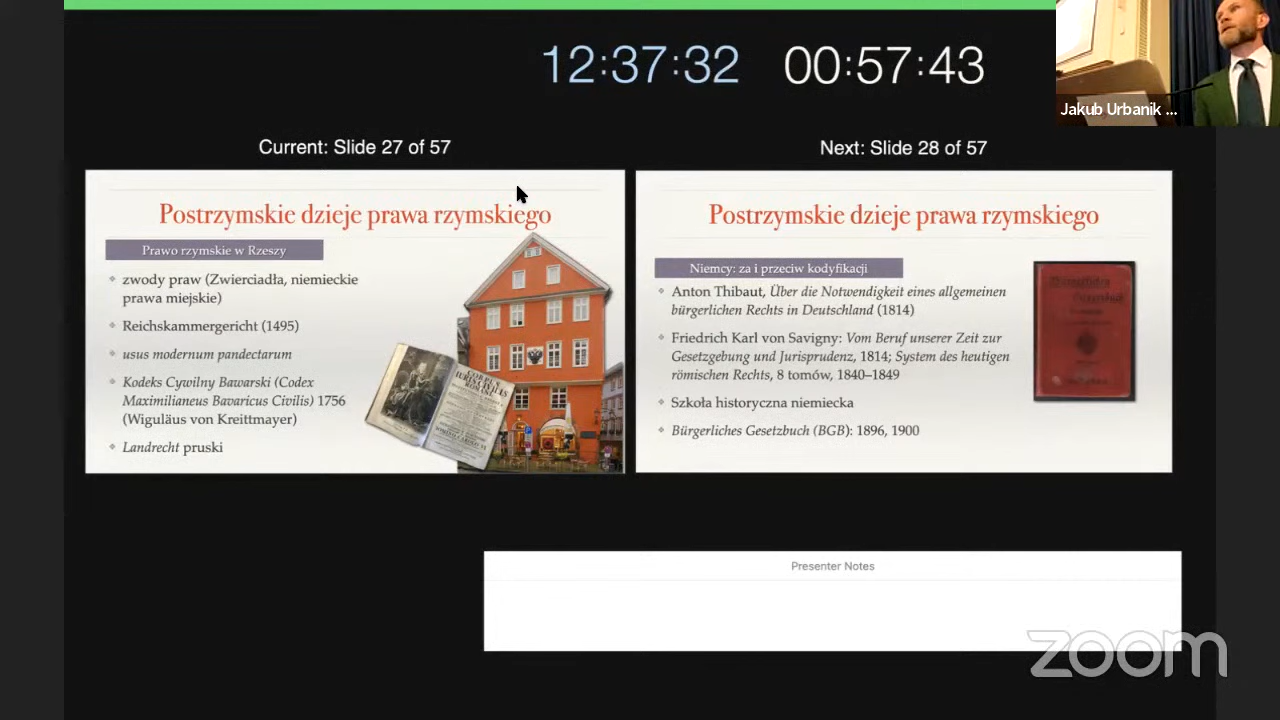 12:37:32 00:57:43
Jakub Urbanik ...
Current: Slide 27 of 57
Next: Slide 28 of 57
Postrzymskie dzieje prawa rzymskiego
Prawo rzymskie w Rzeszy
zwody praw (Zwierciadła, niemieckie
prawa miejskie)
Reichskammergericht (1495)
usus modernum pandectarum
Kodeks Cywilny Bawarski (Codex
Maximilianeus Bavaricus Civilis) 1756
(Wiguläus von Kreittmayer)
Landrecht pruski
Postrzymskie dzieje prawa rzymskiego
Niemcy: za i przeciw kodyfikacji
Anton Thibaut, Über die Notwendigkeit eines allgemeinen
bürgerlichen Rechts in Deutschland (1814)
Friedrich Karl von Savigny: Vom Beruf unserer Zeit zur
Gesetzgebung und Jurisprudenz, 1814; System des heutigen
römischen Rechts, 8 tomów, 1840–1849
Szkoła historyczna niemiecka
Bürgerliches Gesetzbuch (BGB): 1896, 1900
Presenter Notes
zoom